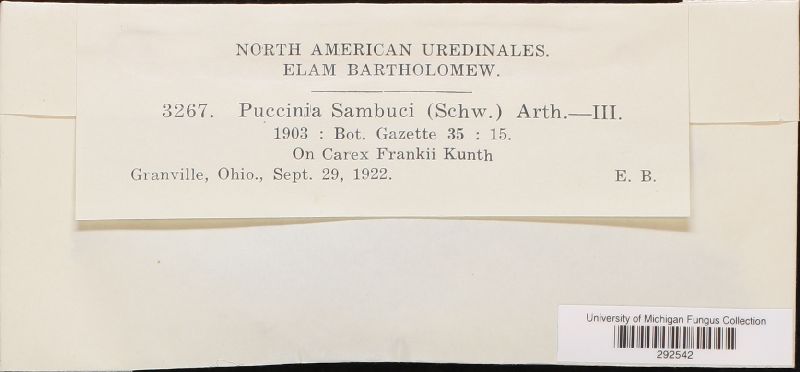 NORTH AMERICAN UREDINALES.
ELAM BARTHOLOMEW.
3267. Puccinia Sambuci (Schw.) Arth.—III.
1903 : Bot. Gazette 35 : 15.
On Carex Frankii Kunth
Granville, Ohio., Sept. 29, 1922. E. B.
University of Michigan Fungus Collection
292542